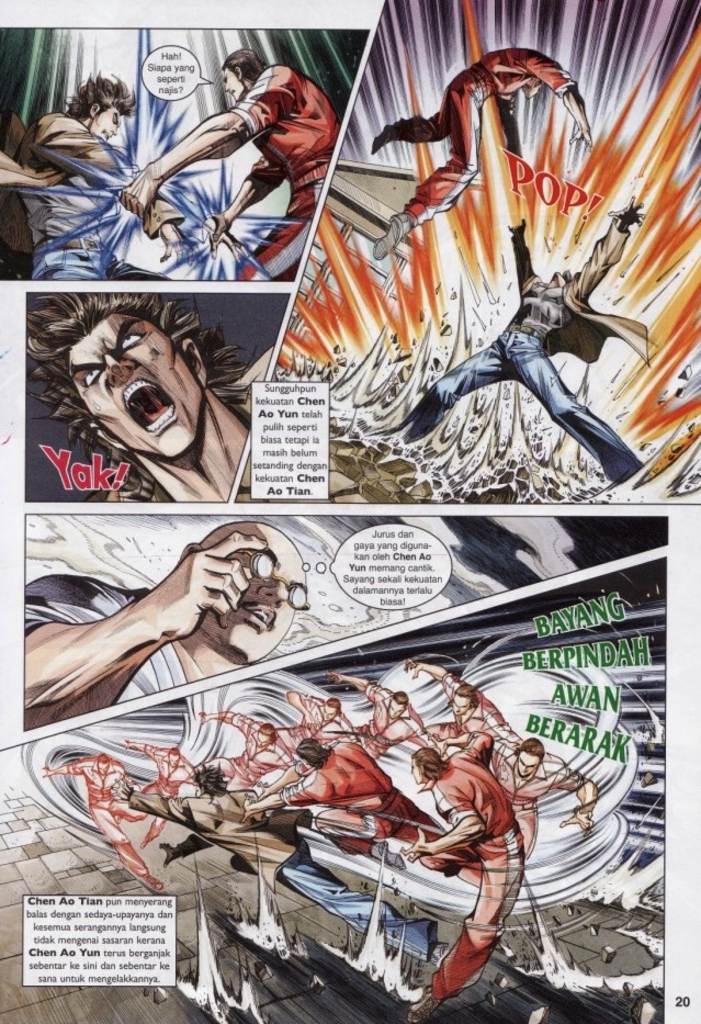 Hah!
Siapa yang
seperti
najis?
POP!
Yak!
Sungguhpun
kekuatan Chen
Ao Yun telah
pulih seperti
biasa tetapi ia
masih belum
setanding dengan
kekuatan Chen
Ao Tian.
Jurus dan
gaya yang diguna-
kan oleh Chen Ao
Yun memang cantik.
Sayang sekali kekuatan
dalamannya terlalu
biasa!
BAYANG
BERPINDAH
AWAN
BERARAK
Chen Ao Tian pun menyerang
balas dengan sedaya-upayanya dan
kesemua serangannya langsung
tidak mengenai sasaran kerana
Chen Ao Yun terus berganjak
sebentar ke sini dan sebentar ke
sana untuk mengelakkannya.
20